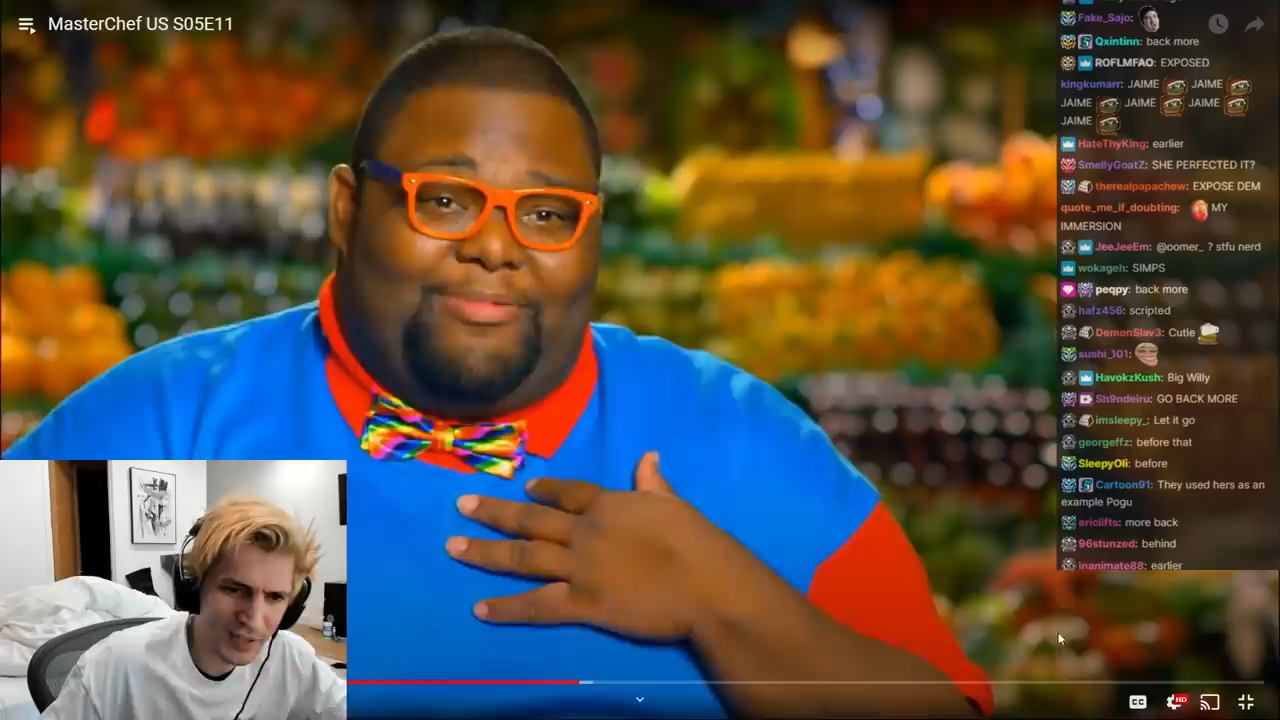 MasterChef US S05E11
Fake_Sajo:
Qxintinn: back more
ROFLMFAO: EXPOSED
kingkumarr: JAIME JAIME
JAIME JAIME JAIME
JAIME
HateThyKing: earlier
SmellyGoatZ: SHE PERFECTED IT?
therealpapachew: EXPOSE DEM
quote_me_if_doubting: MY
IMMERSION
JeeJeeEm: @oomer_ ? stfu nerd
wokageh: SIMPS
peqpy: back more
hafz456: scripted
DemonSlav3: Cutie
sushi_101:
HavokzKush: Big Willy
Sh9ndeiru: GO BACK MORE
imsleepy_: Let it go
georgeffz: before that
SleepyOli: before
Cartoon91: They used hers as an
example Pogu
ericlifts: more back
96stunzed: behind
inanimate88: earlier
CC
HD